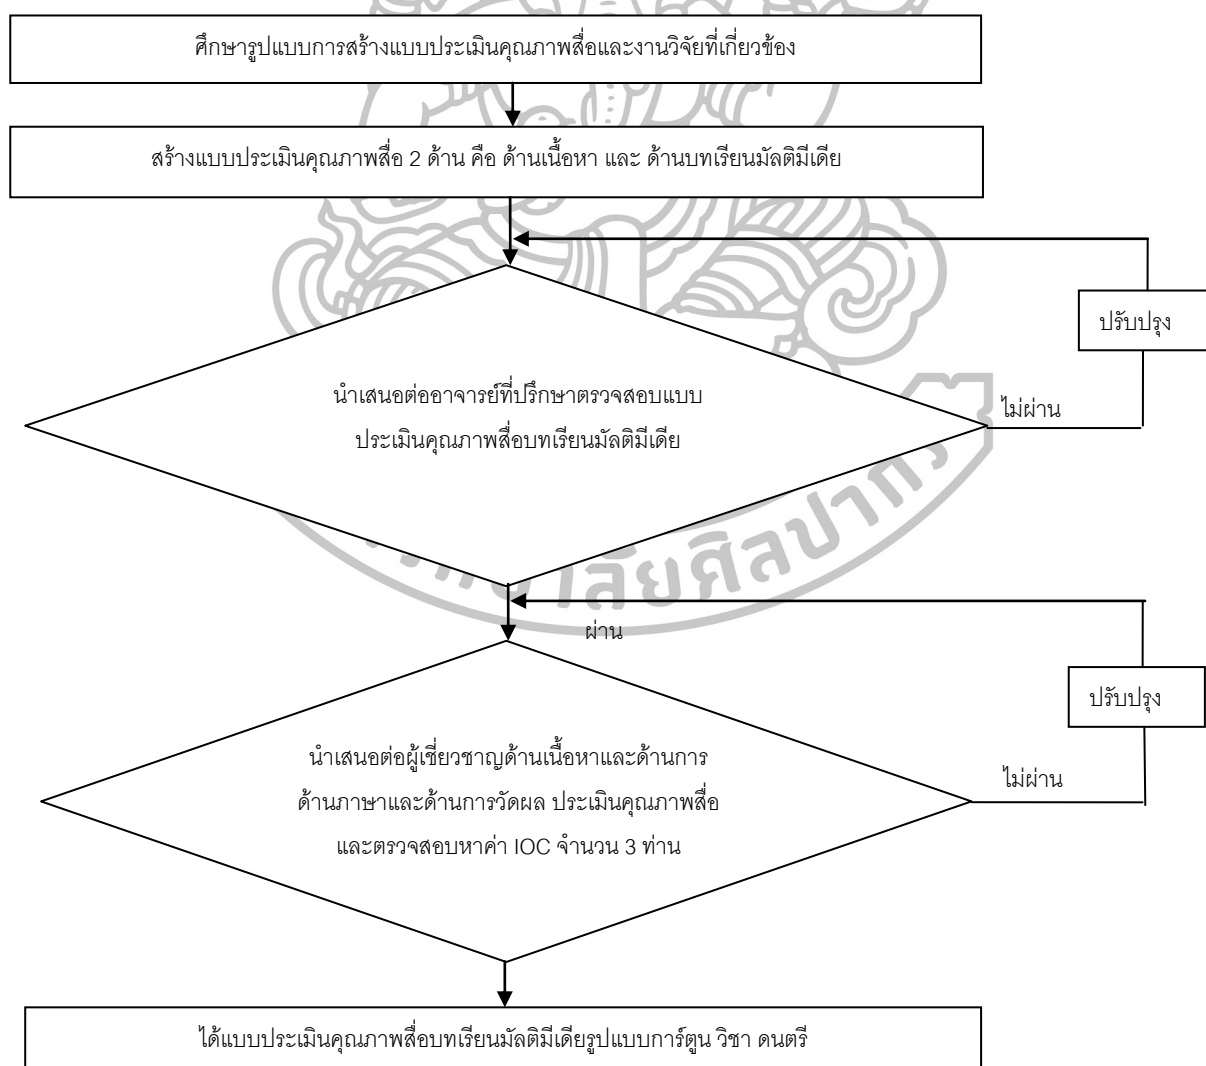 ศึกษารูปแบบการสร้างแบบประเมินคุณภาพสื่อและงานวิจัยที่เกี่ยวข้อง
สร้างแบบประเมินคุณภาพสื่อ 2 ด้าน คือ ด้านเนื้อหา และ ด้านบทเรียนมัลติมีเดีย
ปรับปรุง
นำเสนอต่ออาจารย์ที่ปรึกษาตรวจสอบแบบ
ประเมินคุณภาพสื่อบทเรียนมัลติมีเดีย
ไม่ผ่าน
ลัยศิลปากร
ผ่าน
ปรับปรุง
นำเสนอต่อผู้เชี่ยวชาญด้านเนื้อหาและด้านการ
ด้านภาษาและด้านการวัดผล ประเมินคุณภาพสื่อ
และตรวจสอบหาค่า IOC จำนวน 3 ท่าน
ไม่ผ่าน
ได้แบบประเมินคุณภาพสื่อบทเรียนมัลติมีเดียรูปแบบการ์ตูน วิชา ดนตรี